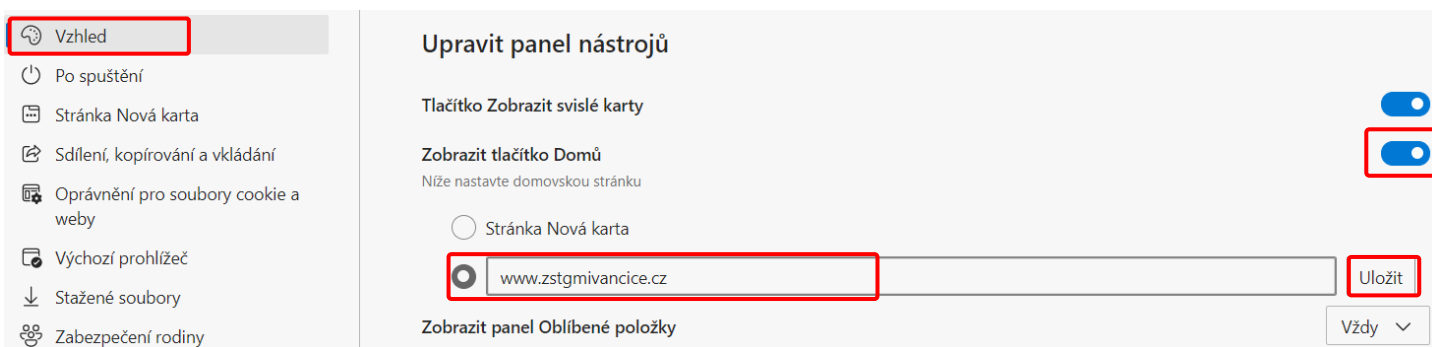 Vzhled
Po spuštění
Stránka Nová karta
Sdílení, kopírování a vkládání
Oprávnění pro soubory cookie a
weby
Výchozí prohlížeč
Stažené soubory
Zabezpečení rodiny
Upravit panel nástrojů
Tlačítko Zobrazit svislé karty
Zobrazit tlačítko Domů
Níže nastavte domovskou stránku
Stránka Nová karta
www.zstgmivancice.cz
Uložit
Zobrazit panel Oblíbené položky
Vždy